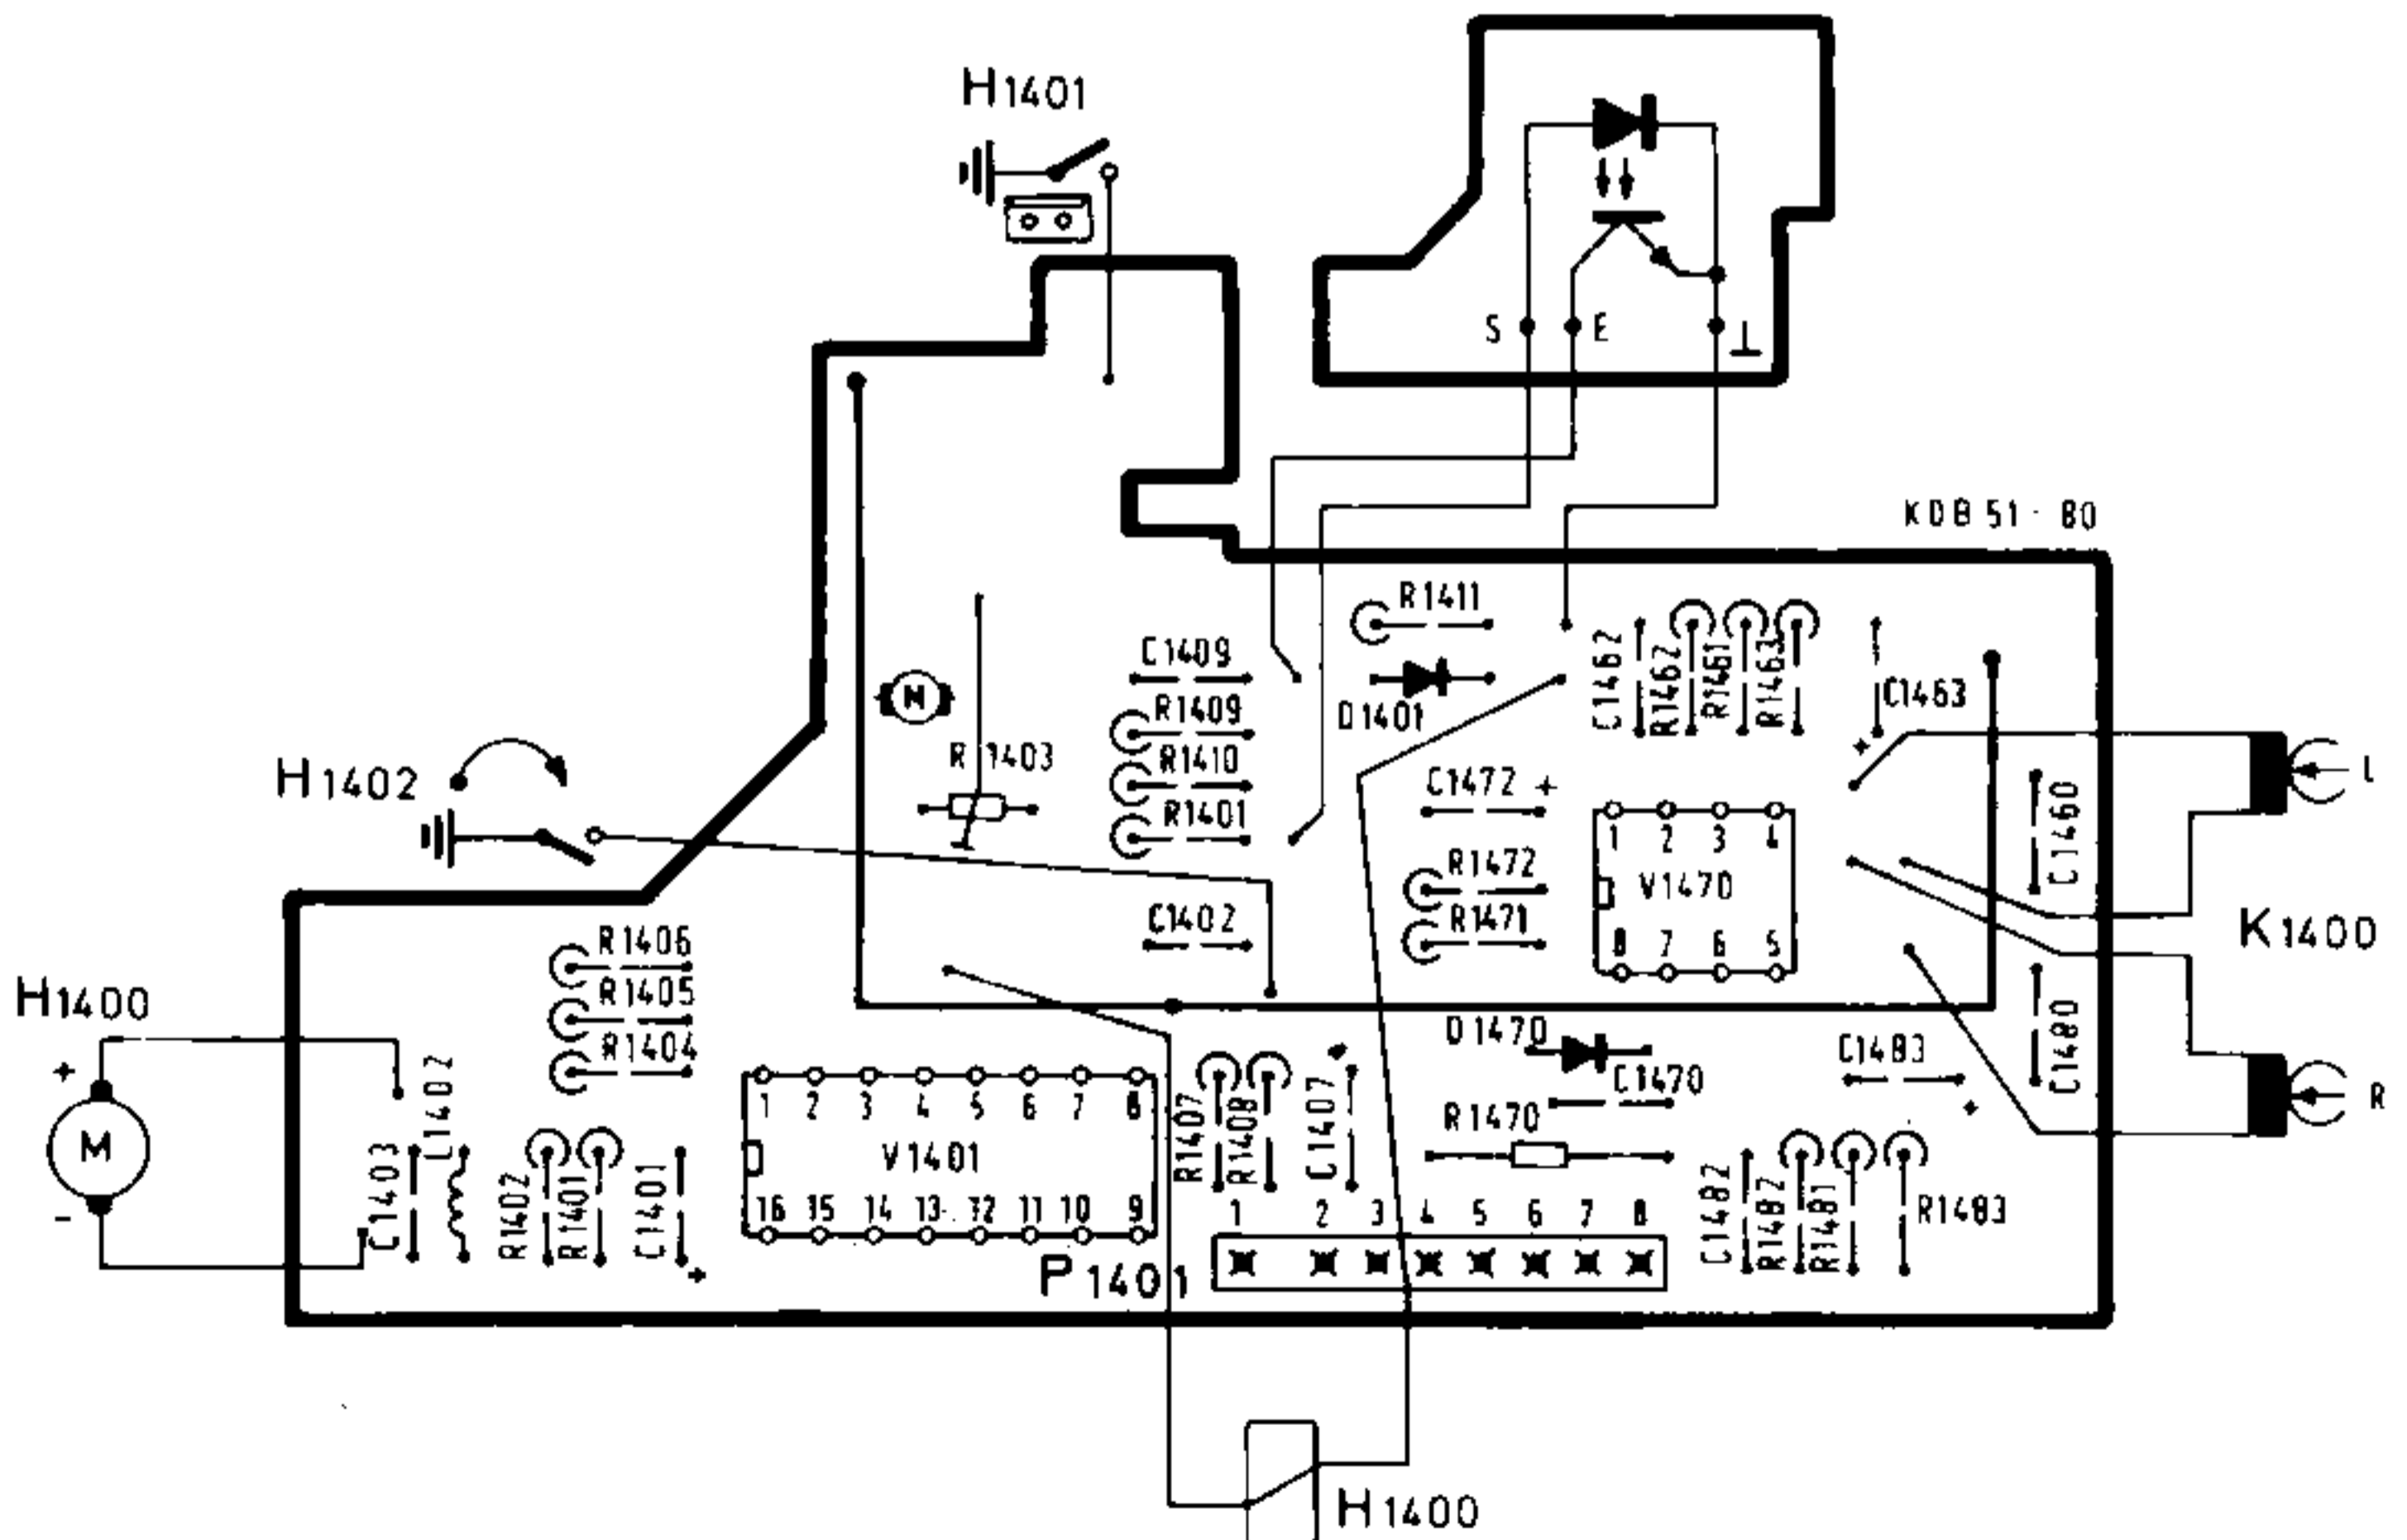 H1401
S E
KDB 51-80
R1411
C1409
R1409
D1401
C1462
R1462
R1461
R1463
C1463
M
R 1403
R1410
R1401
C1472 +
+
L
H1402
1 2 3 4
V1470
8 7 6 5
C1460
R1472
R1471
C1402
K1400
R1406
R1405
R1404
H1400
+
M
-
L1402
C1403
R1402
R1401
C1401
+
1 2 3 4 5 6 7 8
V1401
16 15 14 13 12 11 10 9
R1407
R1408
C1407
D1470
C1470
R1470
C1483
+
C1480
R
C1482
R1482
R1481
R1483
1 2 3 4 5 6 7 8
P1401
H1400